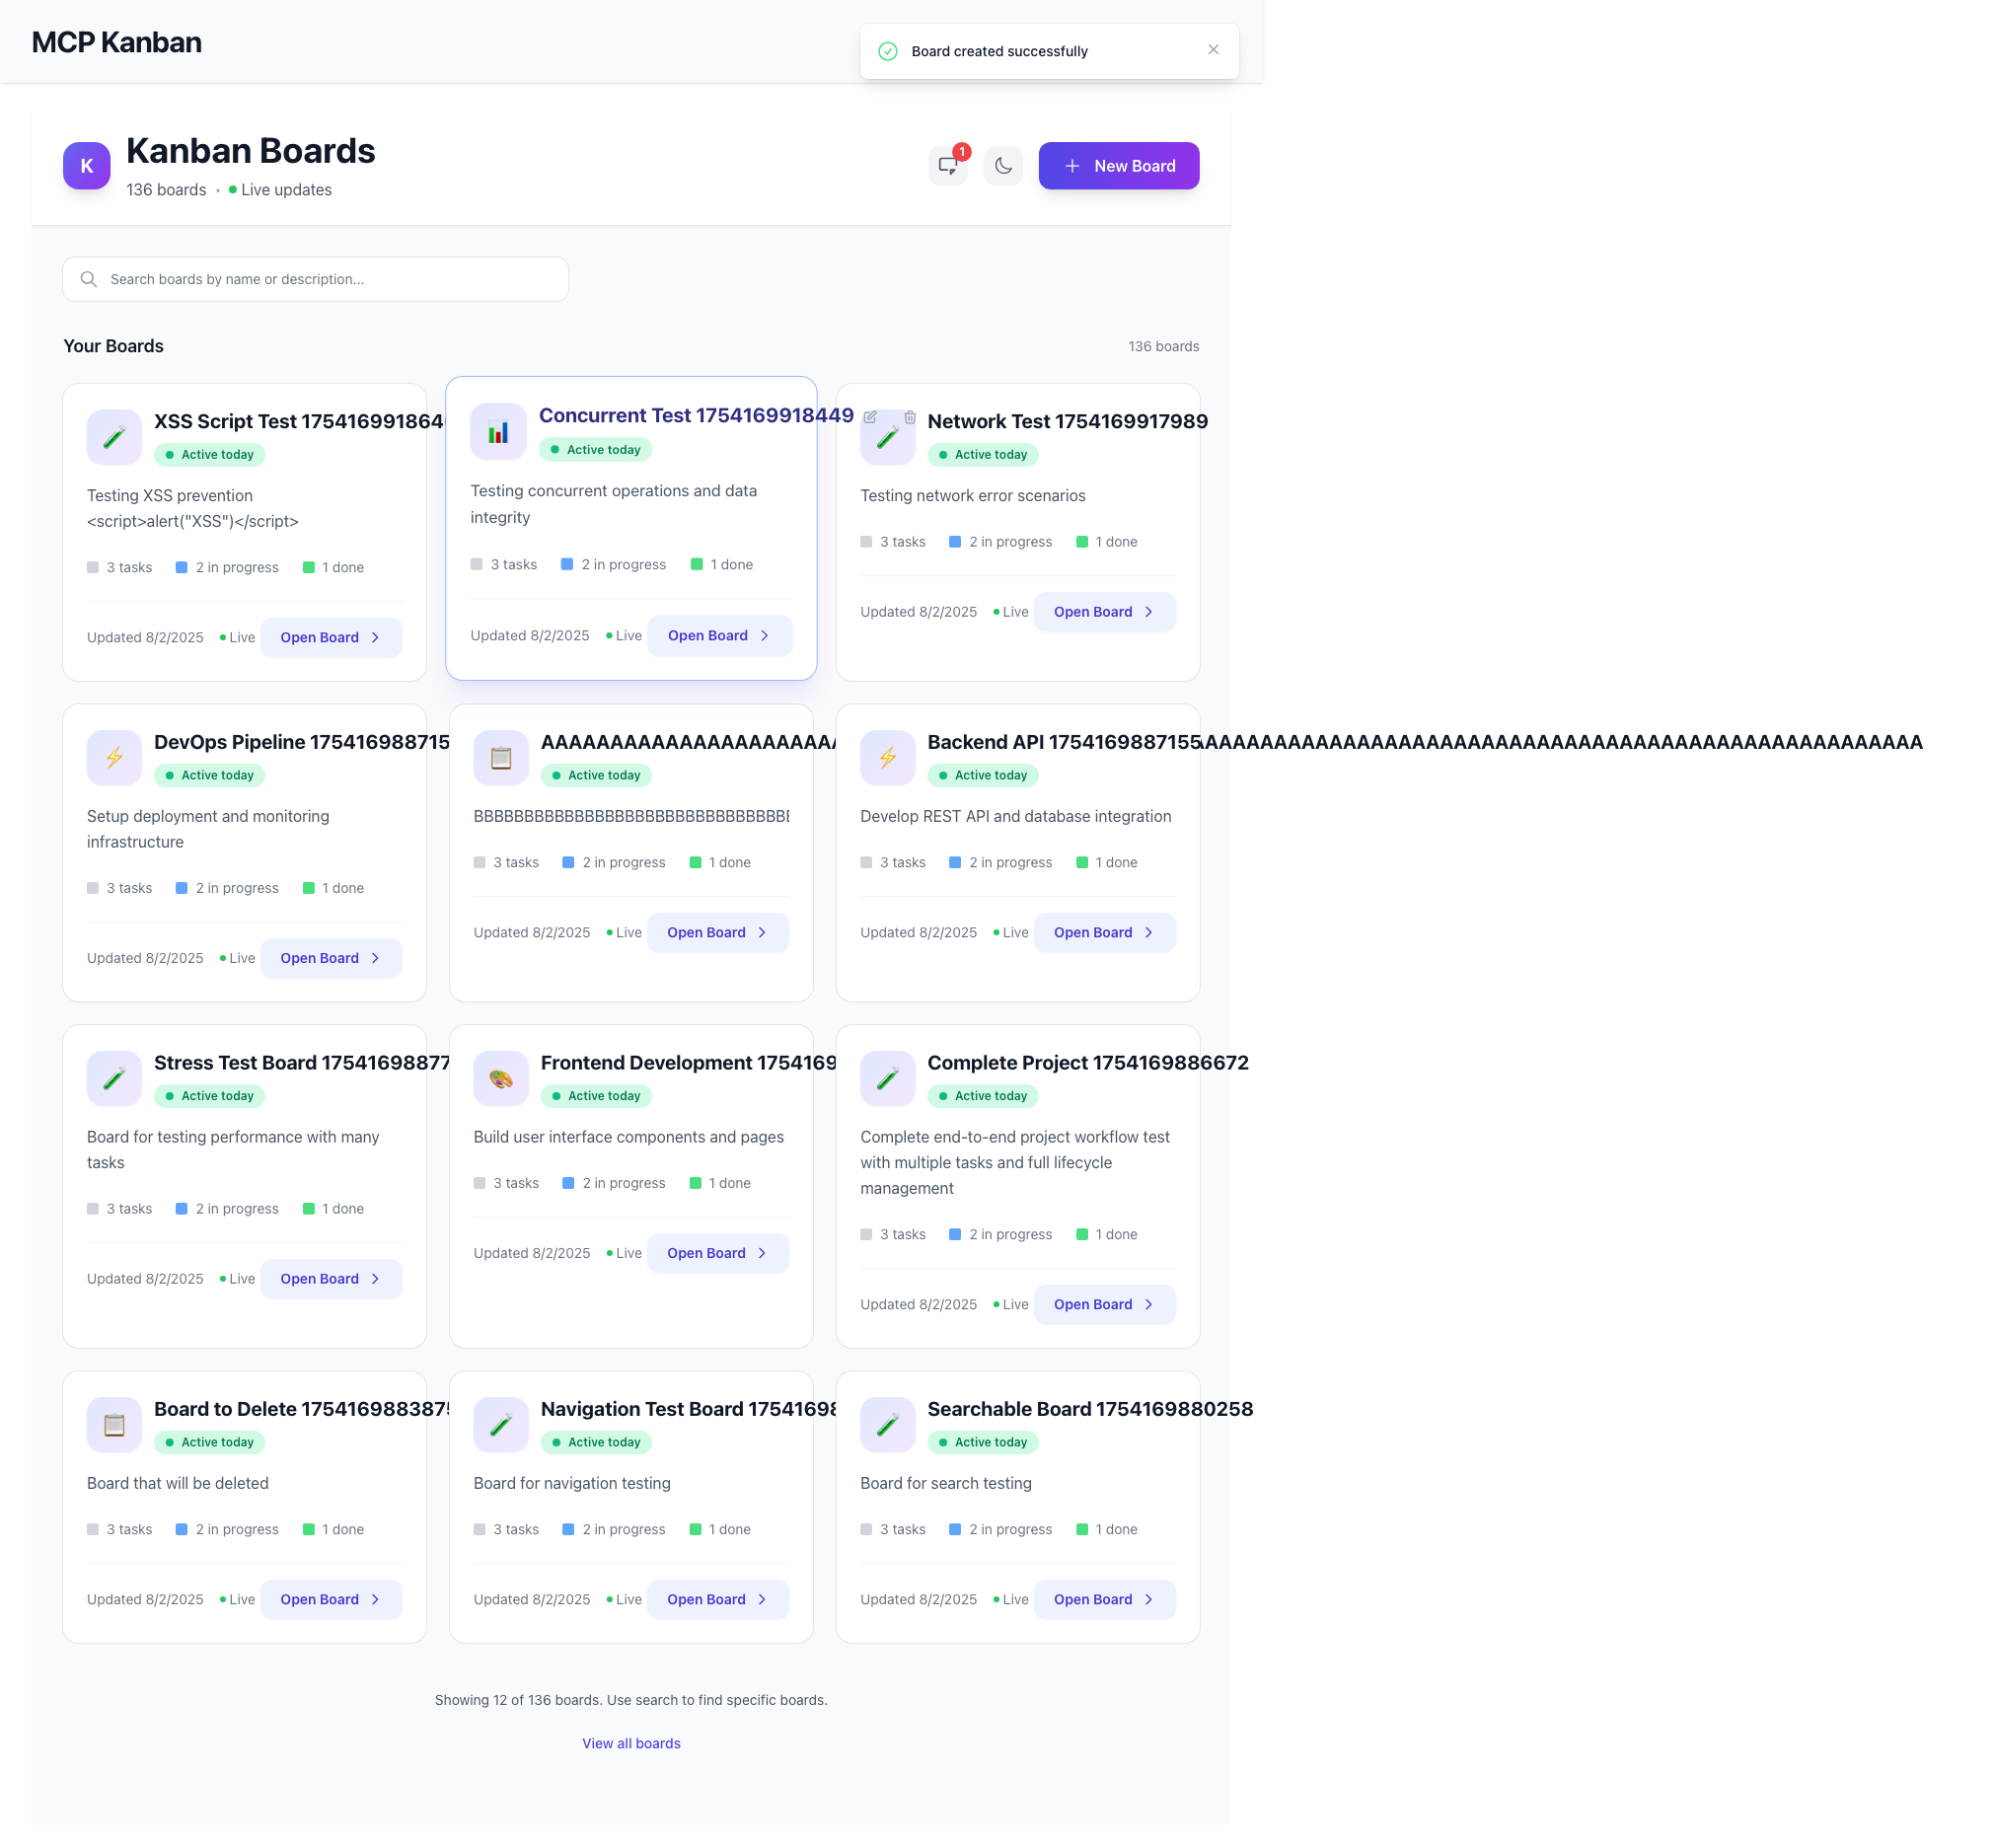 MCP Kanban
Board created successfully
K
Kanban Boards
136 boards • Live updates
1
New Board
Search boards by name or description...
Your Boards
136 boards
XSS Script Test 175416991864
Active today
Testing XSS prevention
<script>alert("XSS")</script>
3 tasks 2 in progress 1 done
Updated 8/2/2025 Live Open Board
Concurrent Test 1754169918449
Active today
Testing concurrent operations and data
integrity
3 tasks 2 in progress 1 done
Updated 8/2/2025 Live Open Board
Network Test 1754169917989
Active today
Testing network error scenarios
3 tasks 2 in progress 1 done
Updated 8/2/2025 Live Open Board
DevOps Pipeline 175416988715
Active today
Setup deployment and monitoring
infrastructure
3 tasks 2 in progress 1 done
Updated 8/2/2025 Live Open Board
Active today
3 tasks 2 in progress 1 done
Updated 8/2/2025 Live Open Board
Backend API 1754169887155
Active today
Develop REST API and database integration
3 tasks 2 in progress 1 done
Updated 8/2/2025 Live Open Board
Stress Test Board 17541698877
Active today
Board for testing performance with many
tasks
3 tasks 2 in progress 1 done
Updated 8/2/2025 Live Open Board
Frontend Development 1754169
Active today
Build user interface components and pages
3 tasks 2 in progress 1 done
Updated 8/2/2025 Live Open Board
Complete Project 1754169886672
Active today
Complete end-to-end project workflow test
with multiple tasks and full lifecycle
management
3 tasks 2 in progress 1 done
Updated 8/2/2025 Live Open Board
Board to Delete 1754169883875
Active today
Board that will be deleted
3 tasks 2 in progress 1 done
Updated 8/2/2025 Live Open Board
Navigation Test Board 17541698
Active today
Board for navigation testing
3 tasks 2 in progress 1 done
Updated 8/2/2025 Live Open Board
Searchable Board 1754169880258
Active today
Board for search testing
3 tasks 2 in progress 1 done
Updated 8/2/2025 Live Open Board
Showing 12 of 136 boards. Use search to find specific boards.
View all boards